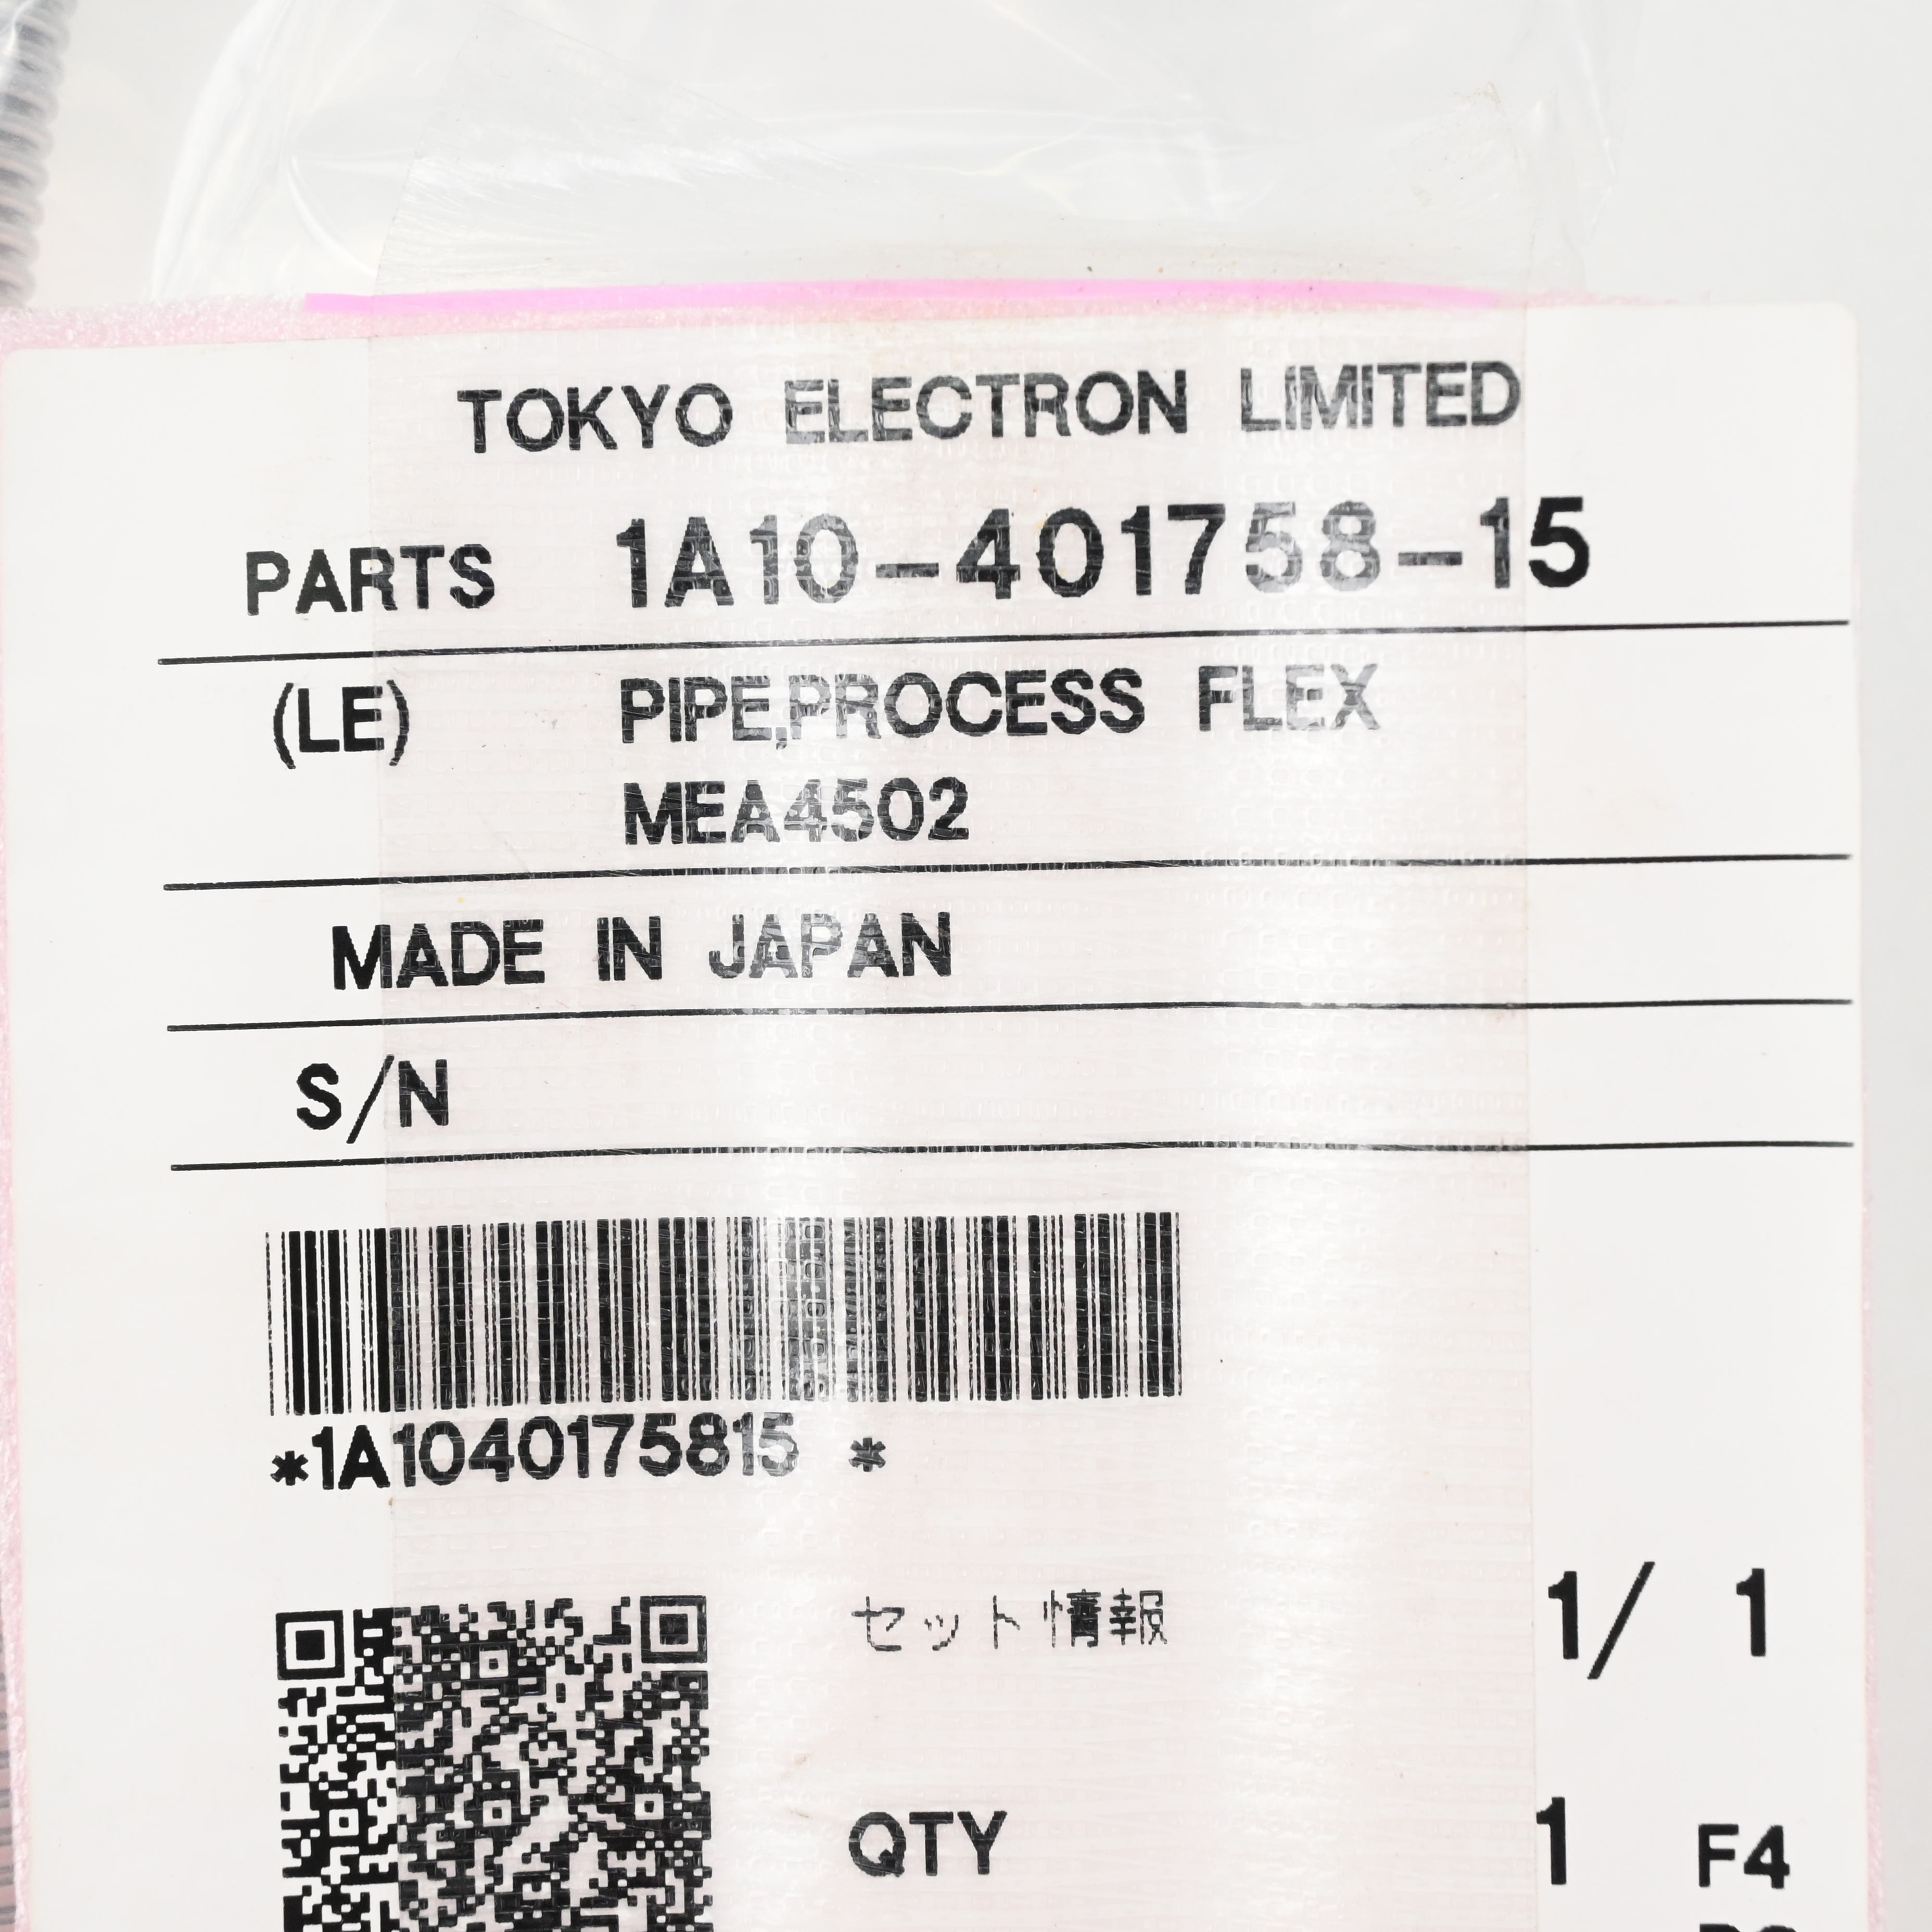 TOKYO ELECTRON LIMITED
PARTS 1A10-401758-15
(LE) PIPE,PROCESS FLEX
MEA4502
MADE IN JAPAN
S/N
*1A1040175815 *
セット情報 1/ 1
QTY 1 F4